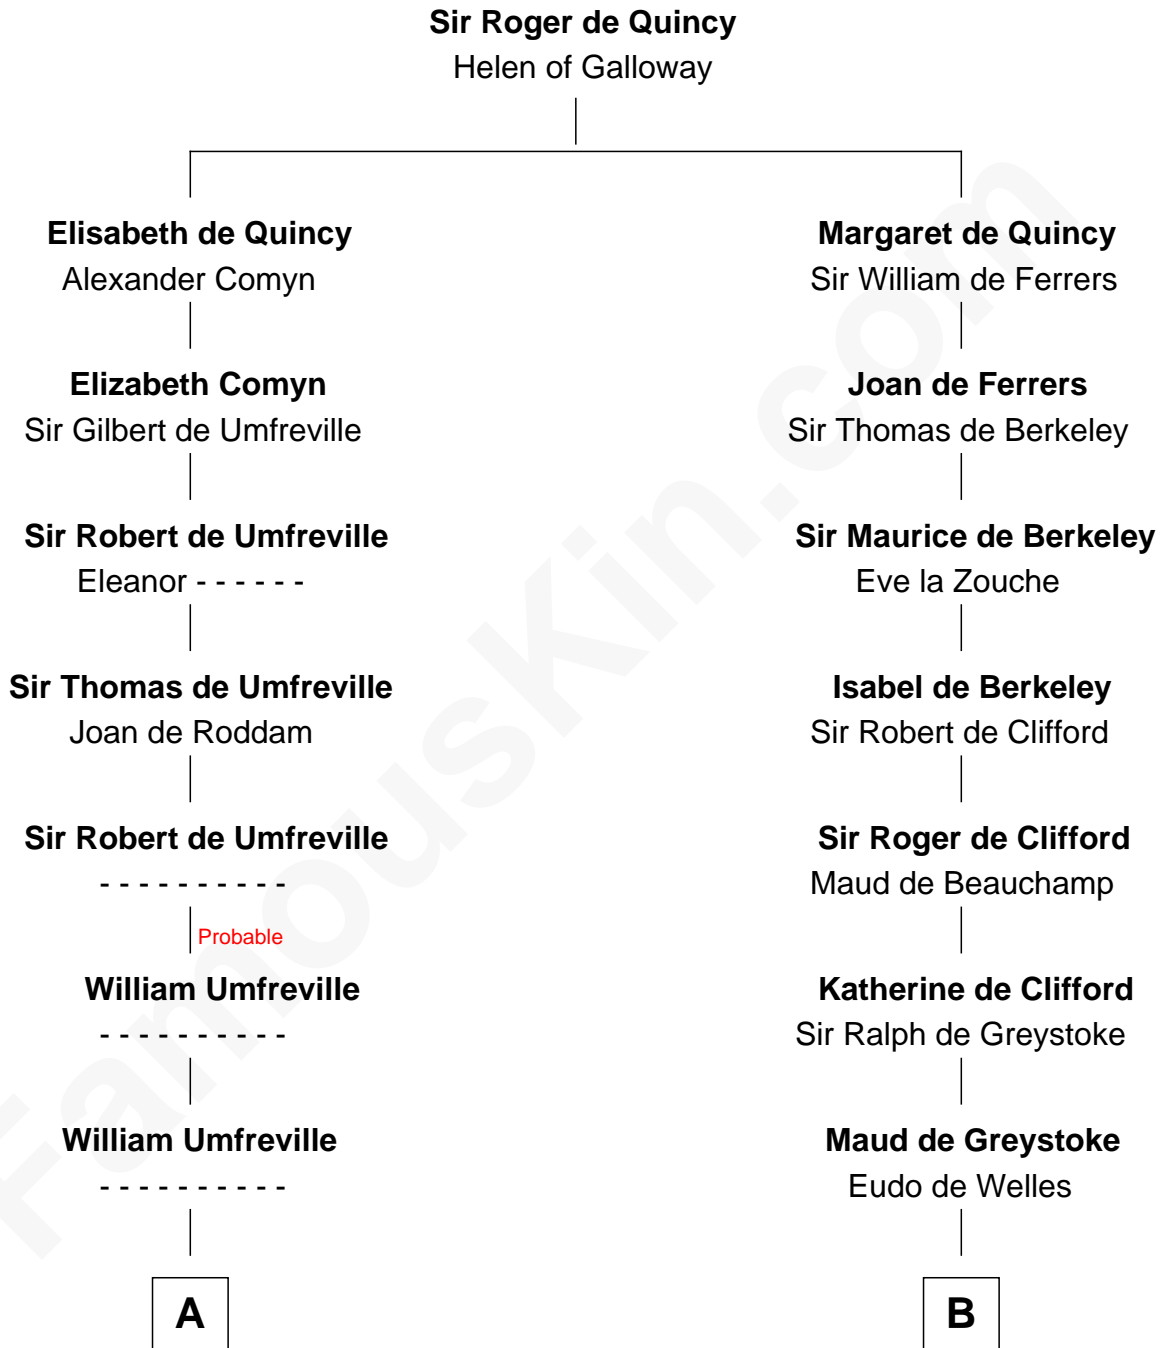 Sir Roger de Quincy
Helen of Galloway
Elisabeth de Quincy
Alexander Comyn
Margaret de Quincy
Sir William de Ferrers
Elizabeth Comyn
Sir Gilbert de Umfreville
Joan de Ferrers
Sir Thomas de Berkeley
Sir Robert de Umfreville
Eleanor - - - - - -
Sir Maurice de Berkeley
Eve la Zouche
Sir Thomas de Umfreville
Joan de Roddam
Isabel de Berkeley
Sir Robert de Clifford
Sir Robert de Umfreville
- - - - - - - - - -
Sir Roger de Clifford
Maud de Beauchamp
Probable
William Umfreville
- - - - - - - - - -
Katherine de Clifford
Sir Ralph de Greystoke
William Umfreville
- - - - - - - - - -
Maud de Greystoke
Eudo de Welles
A
B
FamousKin.com